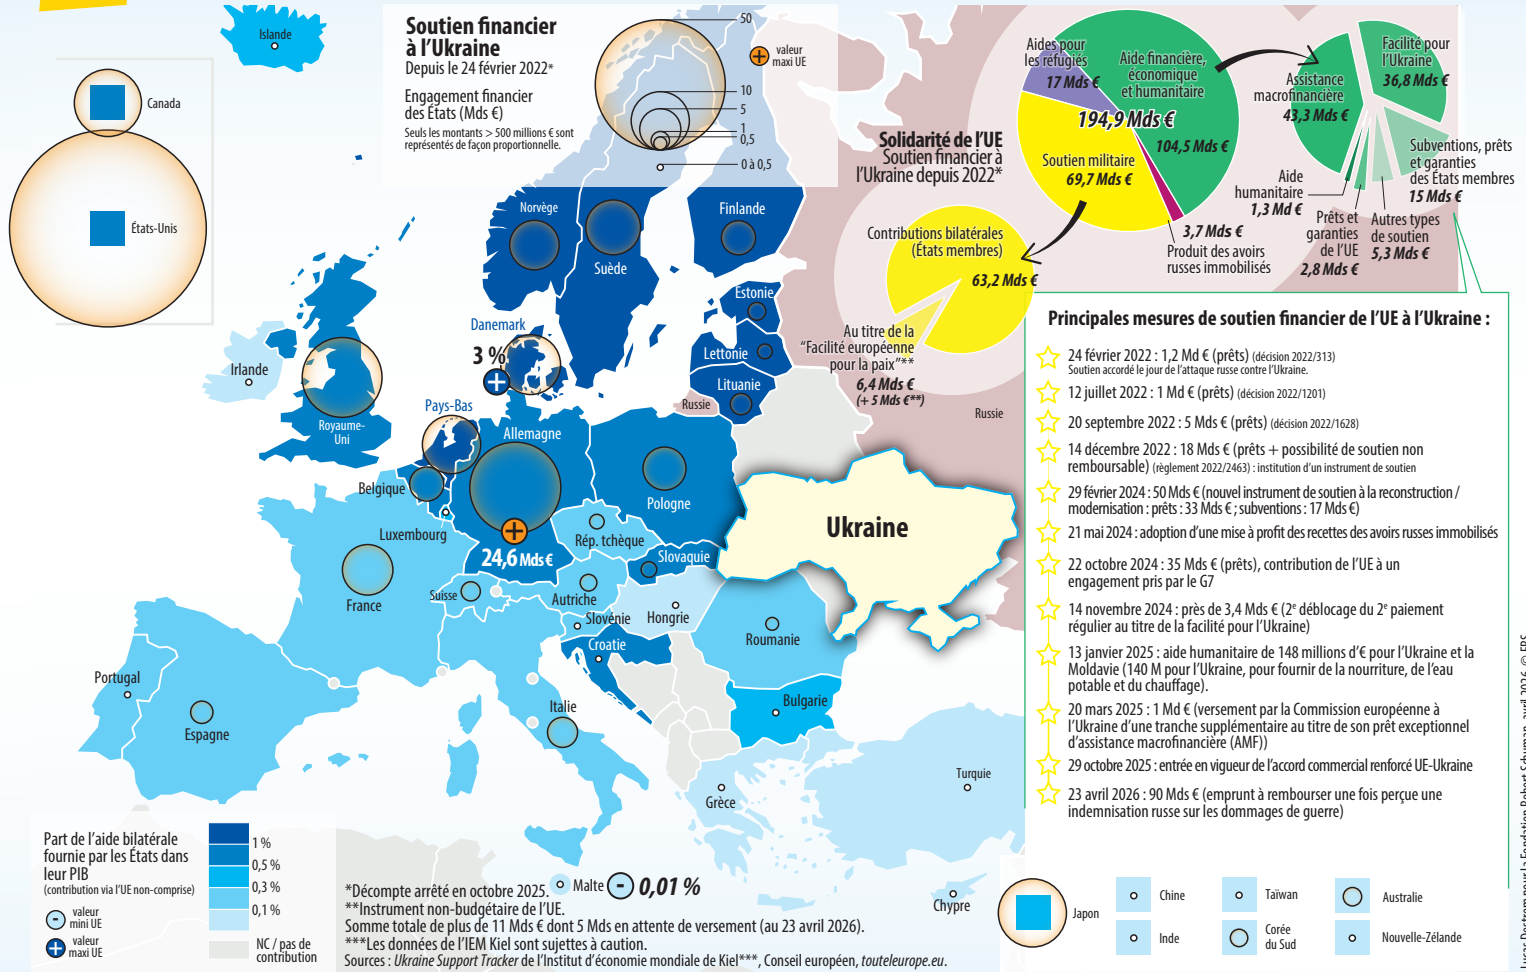 Islande
Canada
États-Unis
Soutien financier
à l’Ukraine
Depuis le 24 février 2022*
Engagement financier
des États (Mds €)
Seuls les montants > 500 millions € sont
représentés de façon proportionnelle.
50
10
5
1
0,5
0 à 0,5
valeur
maxi UE
Solidarité de l’UE
Soutien financier à
l’Ukraine depuis 2022*
Aides pour
les réfugiés
17 Mds €
Aide financière,
économique
et humanitaire
194,9 Mds €
104,5 Mds €
Soutien militaire
69,7 Mds €
3,7 Mds €
Produit des avoirs
russes immobilisés
Assistance
macrofinancière
43,3 Mds €
Facilité pour
l’Ukraine
36,8 Mds €
Subventions, prêts
et garanties
des États membres
15 Mds €
Aide
humanitaire
1,3 Md €
Prêts et
garanties
de l’UE
2,8 Mds €
Autres types
de soutien
5,3 Mds €
Contributions bilatérales
(États membres)
63,2 Mds €
Au titre de la
“Facilité européenne
pour la paix”**
6,4 Mds €
(+ 5 Mds €**)
Norvège
Suède
Finlande
Estonie
Lettonie
Lituanie
Russie
Russie
Danemark
3 %
+
Irlande
Royaume-
Uni
Pays-Bas
Allemagne
Belgique
Luxembourg
24,6 Mds €
Pologne
Rép. tchèque
Slovaquie
Ukraine
France
Suisse
Autriche
Slovénie
Hongrie
Roumanie
Croatie
Portugal
Espagne
Italie
Bulgarie
Grèce
Turquie
Chypre
Malte
-
0,01 %
Principales mesures de soutien financier de l’UE à l’Ukraine :
24 février 2022 : 1,2 Md € (prêts) (décision 2022/313)
Soutien accordé le jour de l’attaque russe contre l’Ukraine.
12 juillet 2022 : 1 Md € (prêts) (décision 2022/1201)
20 septembre 2022 : 5 Mds € (prêts) (décision 2022/1628)
14 décembre 2022 : 18 Mds € (prêts + possibilité de soutien non
remboursable) (règlement 2022/2463) : institution d’un instrument de soutien
29 février 2024 : 50 Mds € (nouvel instrument de soutien à la reconstruction /
modernisation : prêts : 33 Mds € ; subventions : 17 Mds €)
21 mai 2024 : adoption d’une mise à profit des recettes des avoirs russes immobilisés
22 octobre 2024 : 35 Mds € (prêts), contribution de l’UE à un
engagement pris par le G7
14 novembre 2024 : près de 3,4 Mds € (2e déblocage du 2e paiement
régulier au titre de la facilité pour l’Ukraine)
13 janvier 2025 : aide humanitaire de 148 millions d’€ pour l’Ukraine et la
Moldavie (140 M pour l’Ukraine, pour fournir de la nourriture, de l’eau
potable et du chauffage).
20 mars 2025 : 1 Md € (versement par la Commission européenne à
l’Ukraine d’une tranche supplémentaire au titre de son prêt exceptionnel
d’assistance macrofinancière (AMF))
29 octobre 2025 : entrée en vigueur de l’accord commercial renforcé UE-Ukraine
23 avril 2026 : 90 Mds € (emprunt à rembourser une fois perçue une
indemnisation russe sur les dommages de guerre)
Part de l’aide bilatérale
fournie par les États dans
leur PIB
(contribution via l’UE non-comprise)
-
valeur
mini UE
+
valeur
maxi UE
1 %
0,5 %
0,3 %
0,1 %
NC / pas de
contribution
*Décompte arrêté en octobre 2025.
**Instrument non-budgétaire de l’UE.
Somme totale de plus de 11 Mds € dont 5 Mds en attente de versement (au 23 avril 2026).
***Les données de l’IEM Kiel sont sujettes à caution.
Sources : Ukraine Support Tracker de l’Institut d’économie mondiale de Kiel***, Conseil européen, touteleurope.eu.
Japon
Chine
Taïwan
Australie
Inde
Corée
du Sud
Nouvelle-Zélande
pour la Fondation Robert Schuman, avril 2026, © FRS